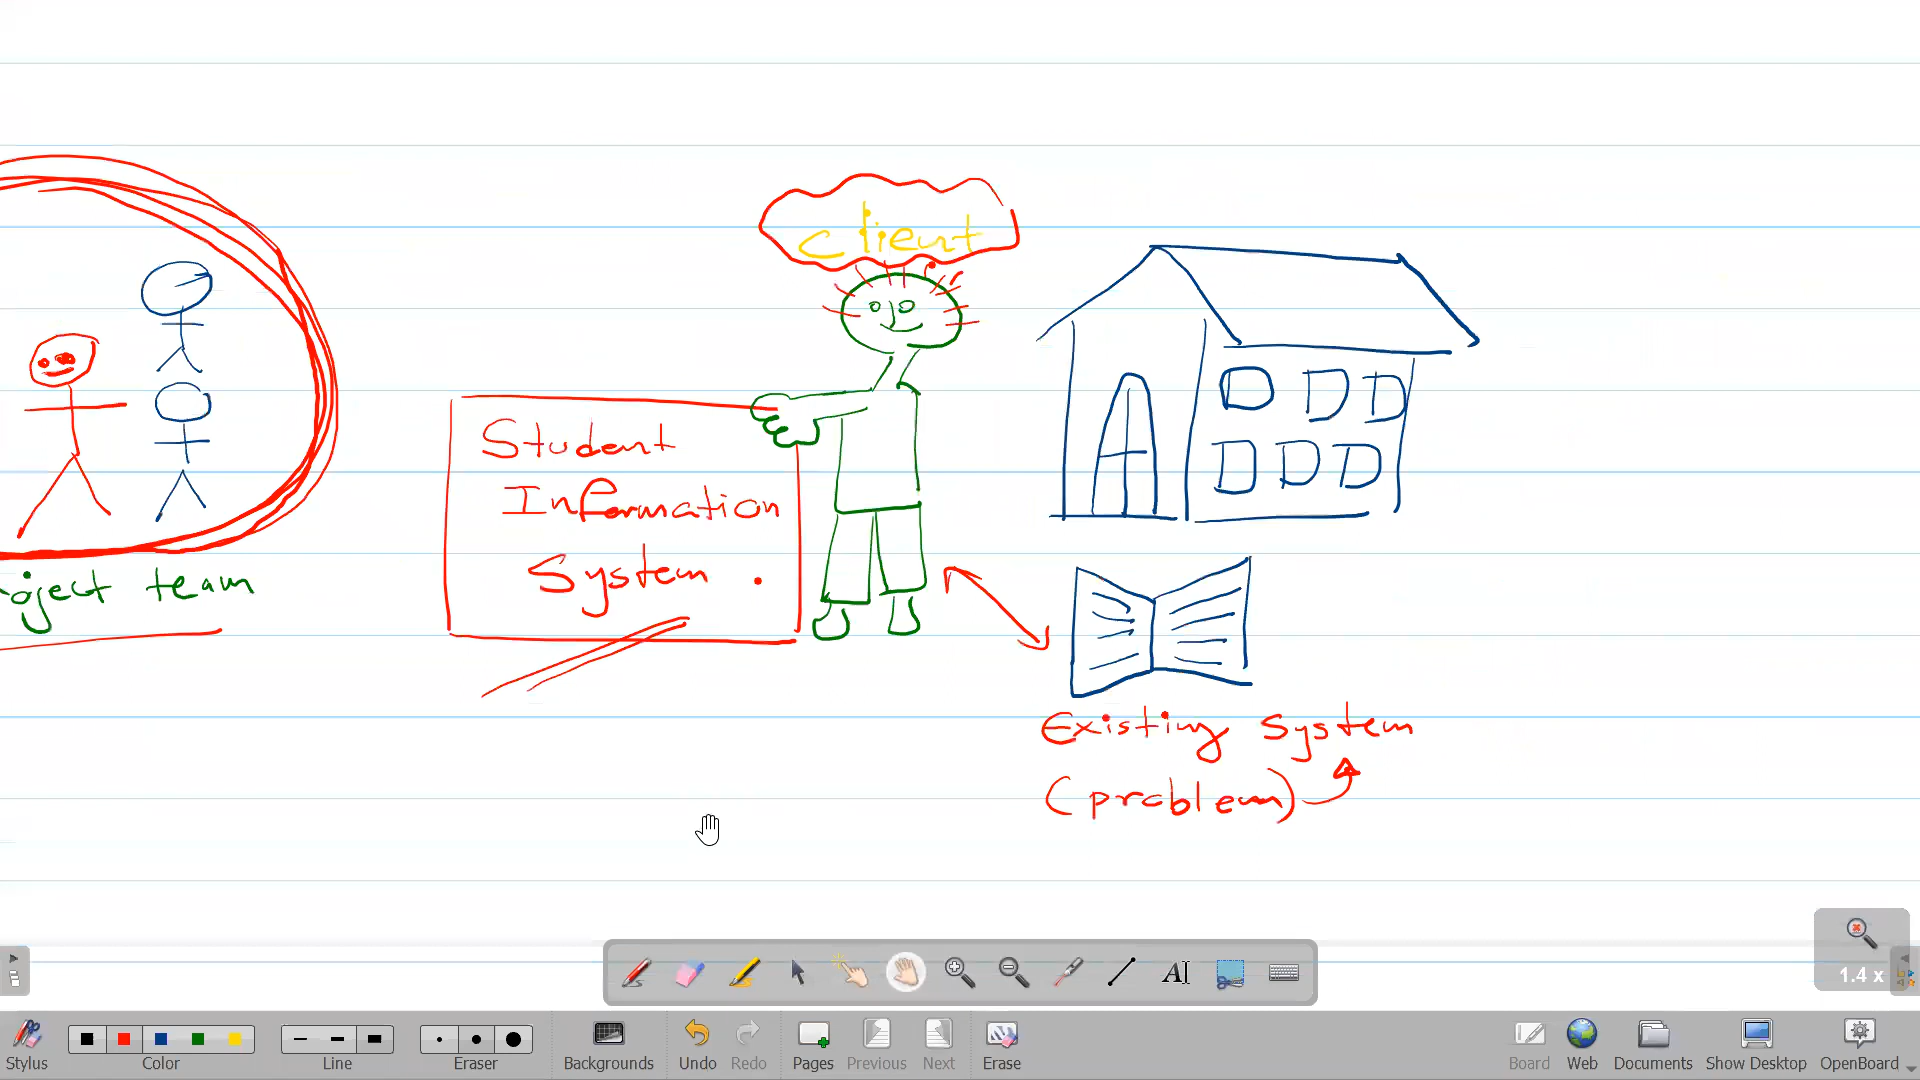 client
Student
Information
System .
oject team
Existing System
(problem)
1.4 x
Stylus
Color
Line
Eraser
Backgrounds
Undo
Redo
Pages
Previous
Next
Erase
Board
Web
Documents
Show Desktop
OpenBoard